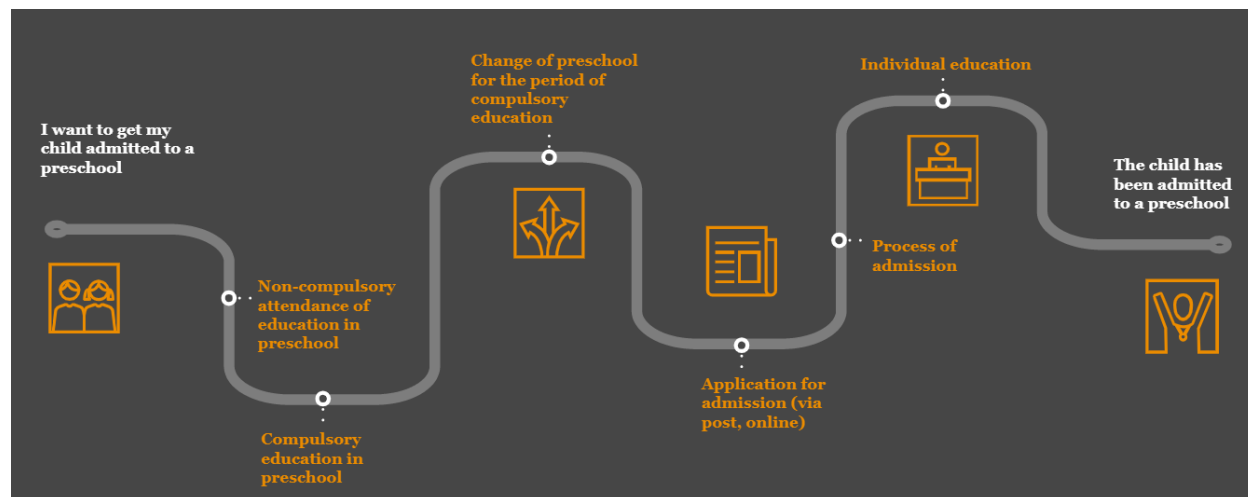 I want to get my
child admitted to a
preschool
Non-compulsory
attendance of
education in
preschool
Compulsory
education in
preschool
Change of preschool
for the period of
compulsory
education
Application for
admission (via
post, online)
Process of
admission
Individual education
The child has
been admitted
to a preschool